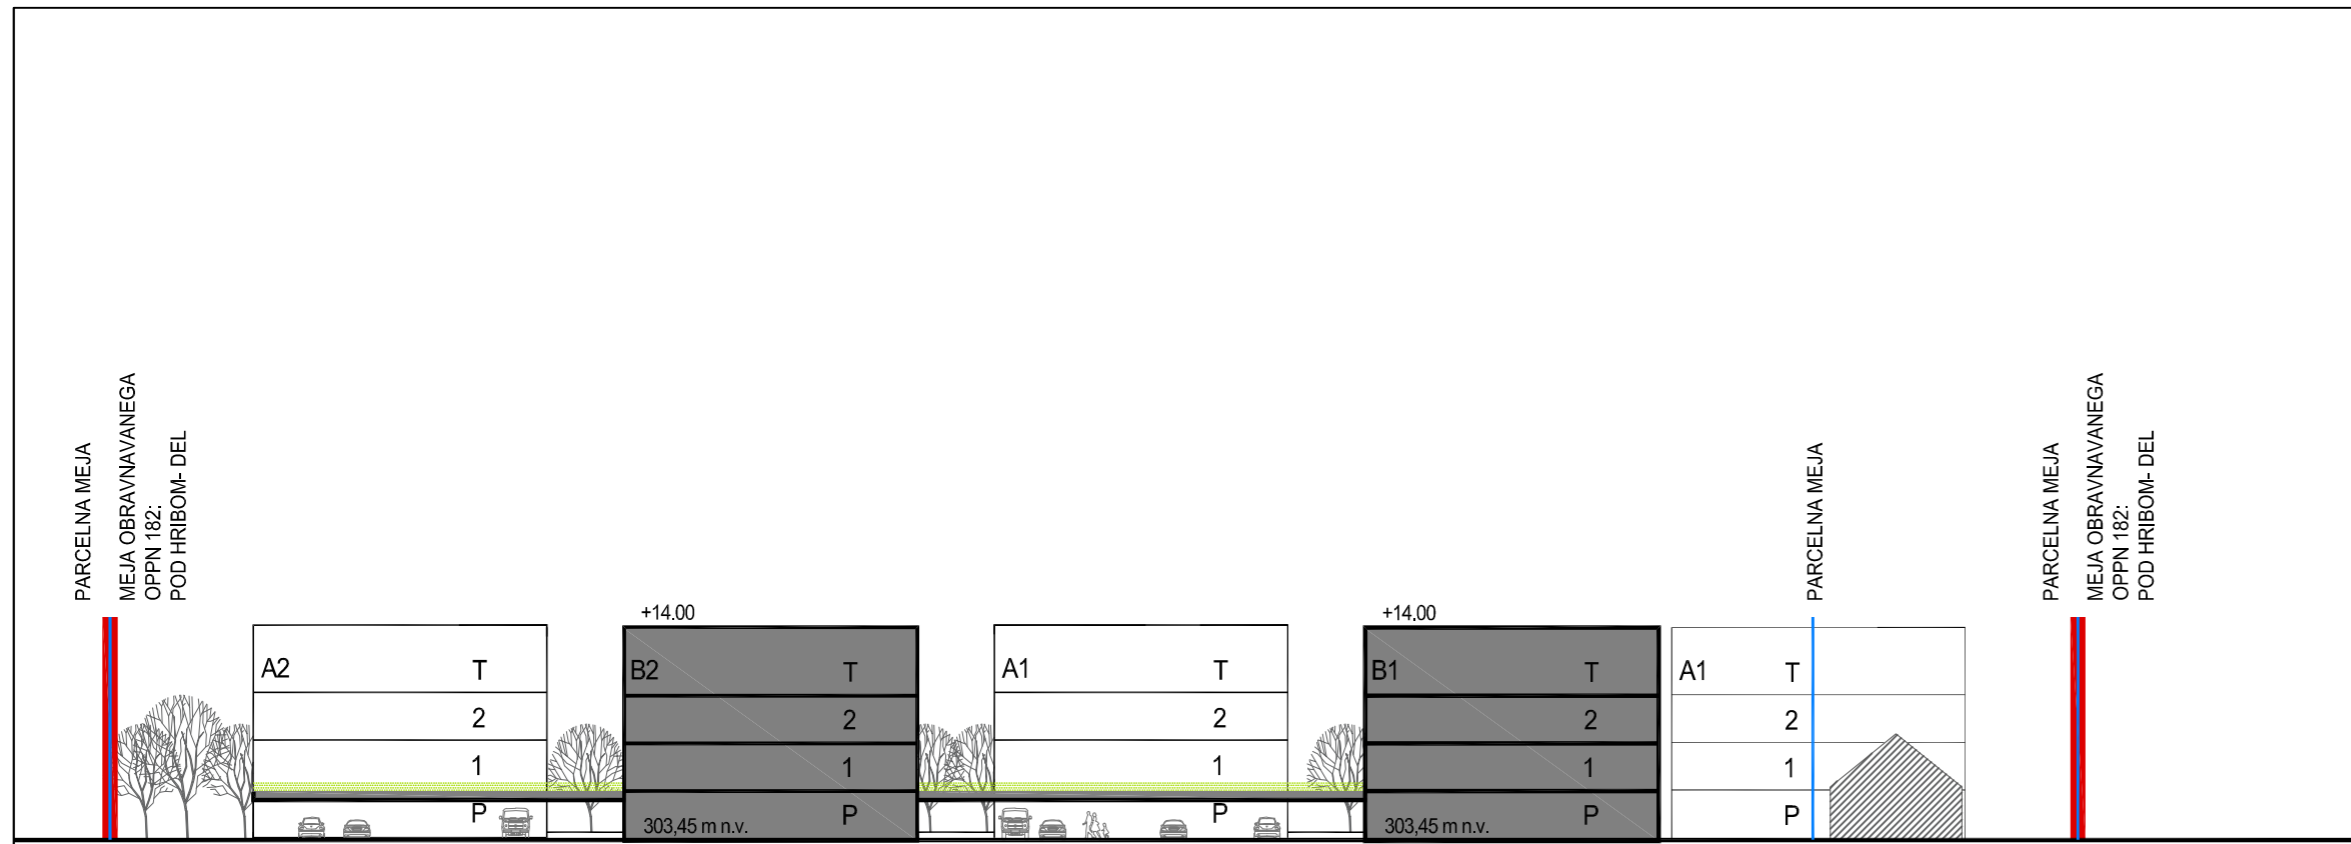 PARCELNA MEJA
MEJA OBRAVNAVANEGA
OPPN 182:
POD HRIBOM- DEL
PARCELNA MEJA
PARCELNA MEJA
MEJA OBRAVNAVANEGA
OPPN 182:
POD HRIBOM- DEL
+14.00
+14.00
A2 T
2
1
P
B2 T
2
1
P
303,45 m n.v.
A1 T
2
1
P
B1 T
2
1
P
303,45 m n.v.
A1 T
2
1
P